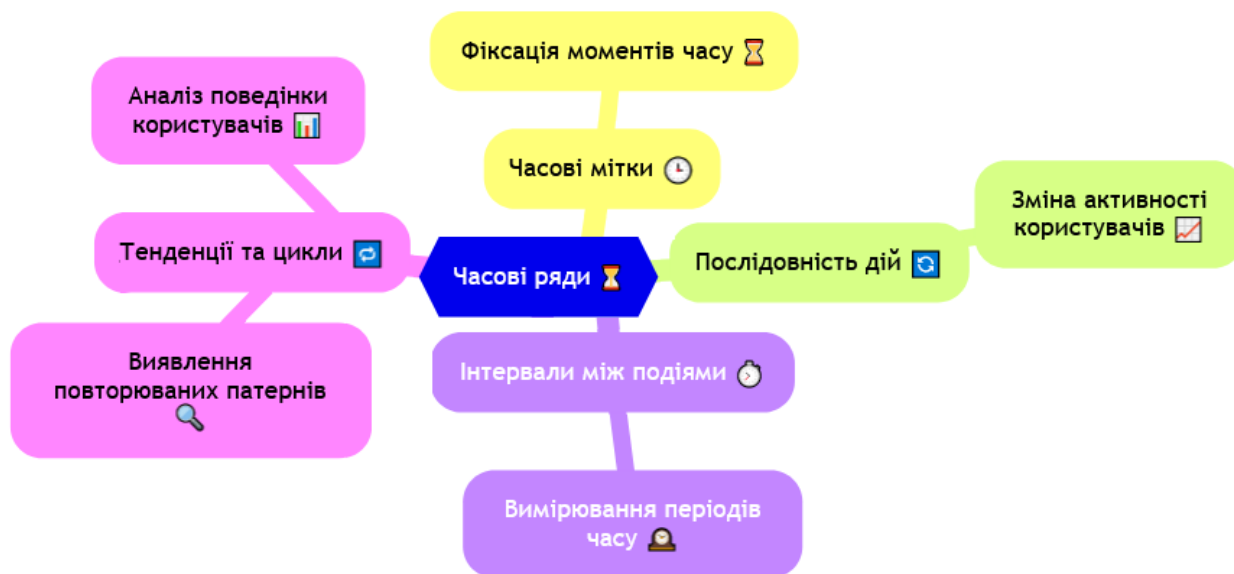 Фіксація моментів часу ⏳
Аналіз поведінки
користувачів 📊
Часові мітки 🕒
Зміна активності
користувачів 📈
Тенденції та цикли 🔁
Послідовність дій 🔄
Часові ряди ⏳
Інтервали між подіями ⏱
Виявлення
повторюваних патернів
🔍
Вимірювання періодів
часу 🕰